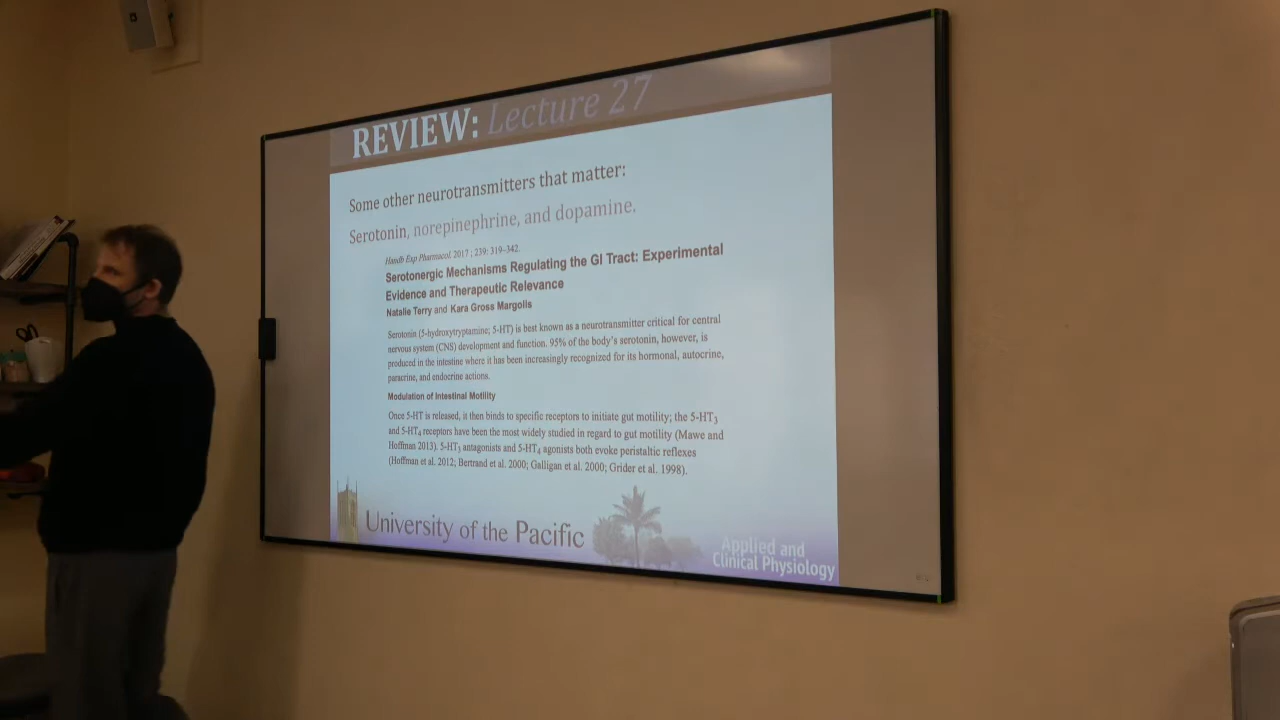 REVIEW: Lecture 27
Some other neurotransmitters that matter:
Serotonin, norepinephrine, and dopamine.
Handb Exp Pharmacol. 2017 ; 239: 319–342.
Serotonergic Mechanisms Regulating the GI Tract: Experimental
Evidence and Therapeutic Relevance
Natalie Terry and Kara Gross Margolis
Serotonin (5-hydroxytryptamine; 5-HT) is best known as a neurotransmitter critical for central
nervous system (CNS) development and function. 95% of the body's serotonin, however, is
produced in the intestine where it has been increasingly recognized for its hormonal, autocrine,
paracrine, and endocrine actions.
Modulation of Intestinal Motility
Once 5-HT is released, it then binds to specific receptors to initiate gut motility; the 5-HT₃
and 5-HT₄ receptors have been the most widely studied in regard to gut motility (Mawe and
Hoffman 2013). 5-HT₃ antagonists and 5-HT₄ agonists both evoke peristaltic reflexes
(Hoffman et al. 2012; Bertrand et al. 2000; Galligan et al. 2000; Grider et al. 1998).
University of the Pacific
Applied and
Clinical Physiology